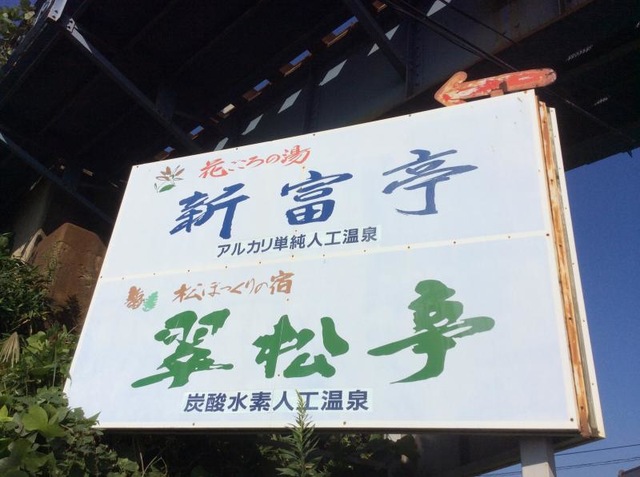 花ごころの湯
新富亭
アルカリ単純人工温泉
松ぼっくりの宿
翠松亭
炭酸水素人工温泉